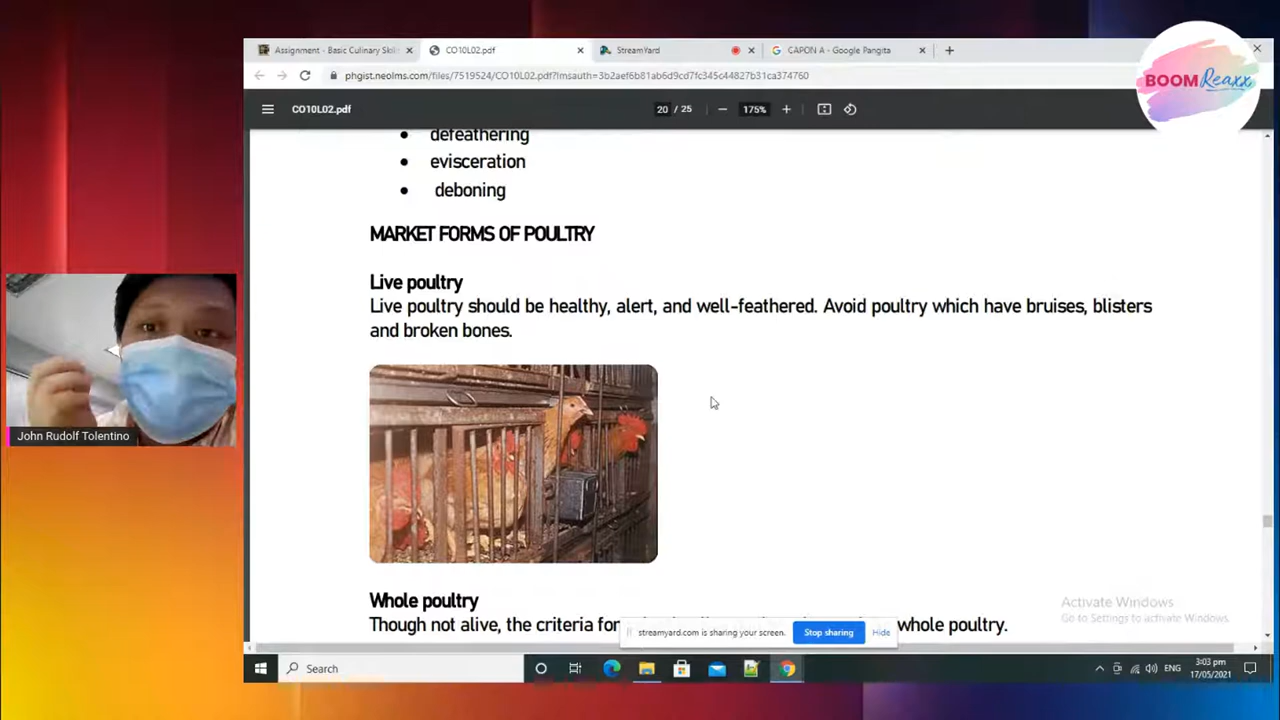 Assignment - Basic Culinary Skil
CO10L02.pdf
StreamYard
CAPON A - Google Pangita
phgist.neolms.com/files/7519524/CO10L02.pdf?lmsauth=3b2aef6b81ab6d9cd7fc345c44827b31ca374760
BOOM Reaxx
CO10L02.pdf
20 / 25
175%
• defeathering
• evisceration
• deboning
MARKET FORMS OF POULTRY
Live poultry
Live poultry should be healthy, alert, and well-feathered. Avoid poultry which have bruises, blisters
and broken bones.
John Rudolf Tolentino
Whole poultry
Though not alive, the criteria for
whole poultry.
streamyard.com is sharing your screen.
Stop sharing
Hide
Activate Windows
Go to Settings to activate Windows.
Search
ENG
3:03 pm
17/05/2021